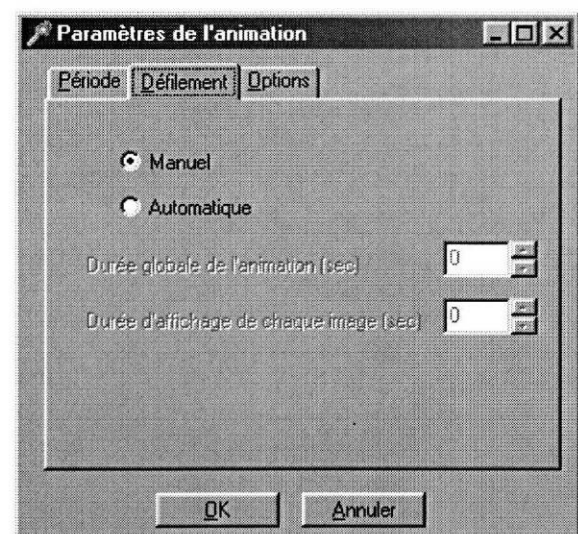 Paramètres de l'animation
Période Défilement Options
Manuel
Automatique
Durée globale de l'animation (sec) 0
Durée d'affichage de chaque image (sec) 0
OK Annuler